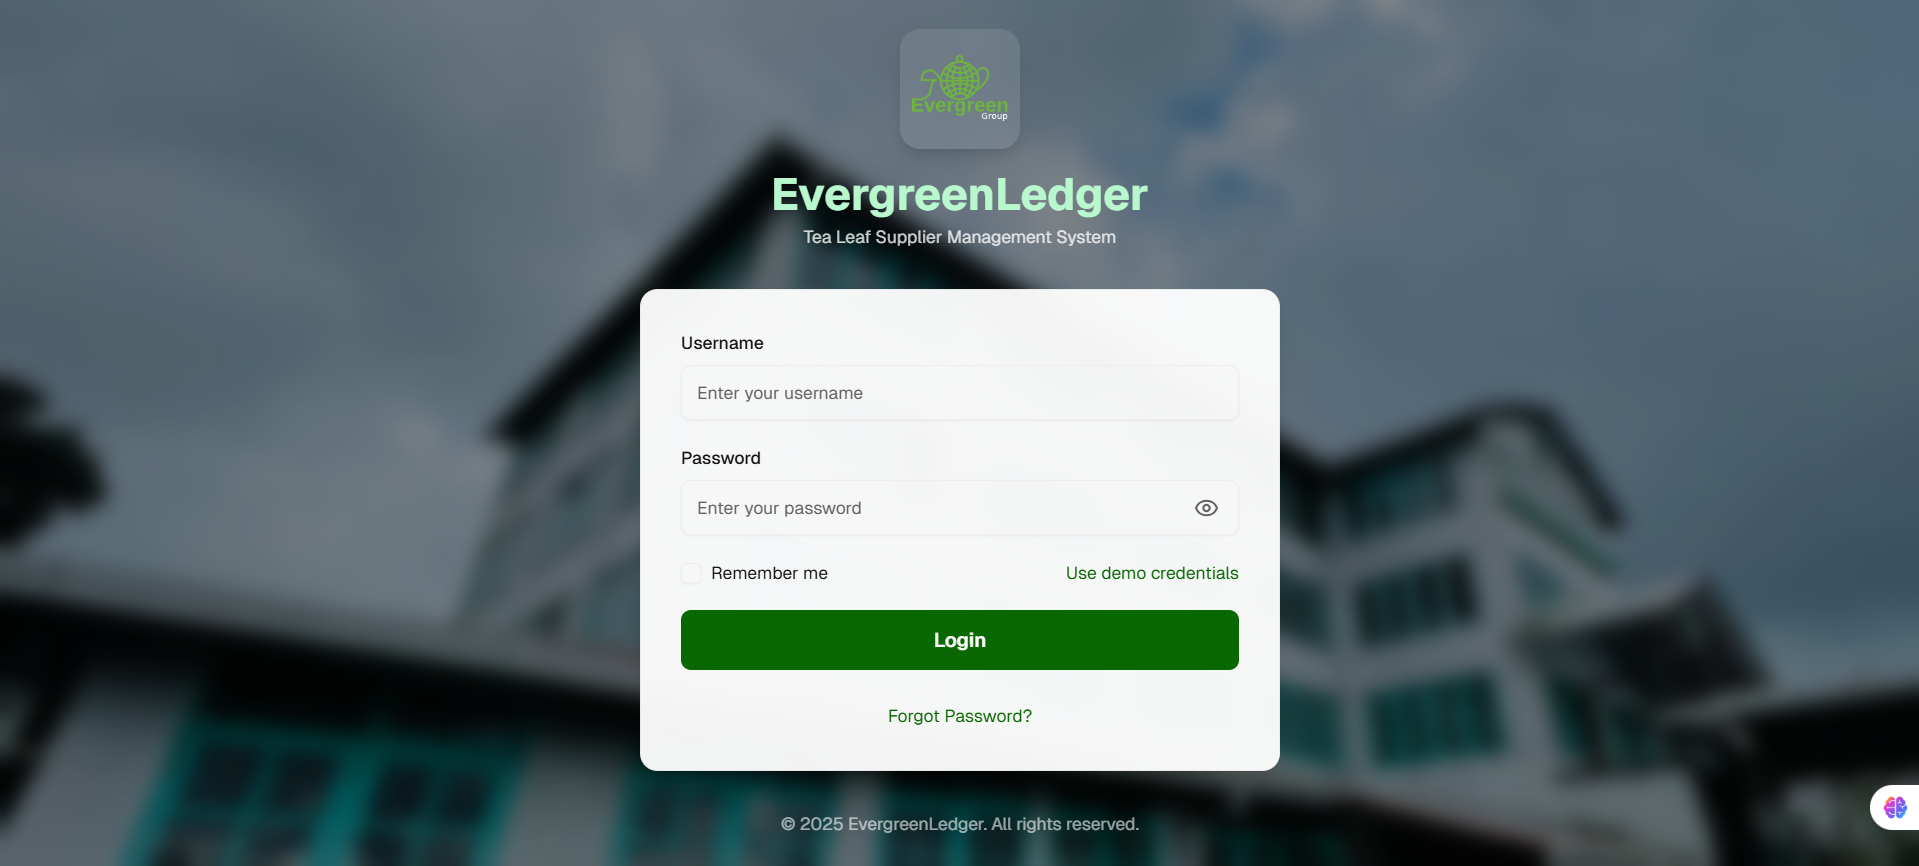 Evergreen
Group
EvergreenLedger
Tea Leaf Supplier Management System
Username
Enter your username
Password
Enter your password
Remember me
Use demo credentials
Login
Forgot Password?
© 2025 EvergreenLedger. All rights reserved.